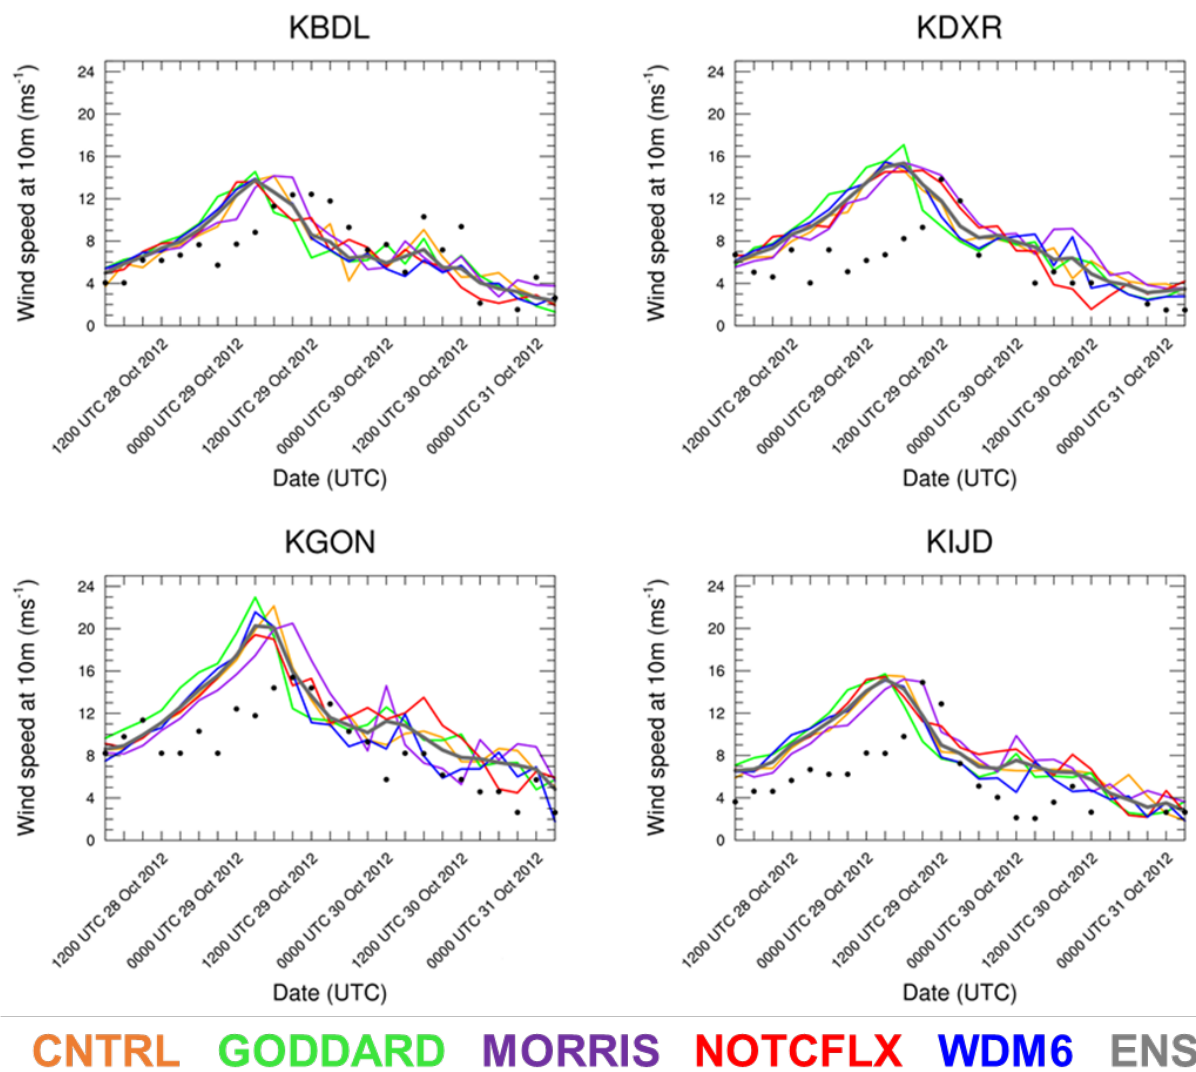 KBDL
Wind speed at 10m (ms-1)
24
20
16
12
8
4
0
1200 UTC 28 Oct 2012
0000 UTC 29 Oct 2012
1200 UTC 29 Oct 2012
0000 UTC 30 Oct 2012
1200 UTC 30 Oct 2012
0000 UTC 31 Oct 2012
Date (UTC)
KDXR
Wind speed at 10m (ms-1)
24
20
16
12
8
4
0
1200 UTC 28 Oct 2012
0000 UTC 29 Oct 2012
1200 UTC 29 Oct 2012
0000 UTC 30 Oct 2012
1200 UTC 30 Oct 2012
0000 UTC 31 Oct 2012
Date (UTC)
KGON
Wind speed at 10m (ms-1)
24
20
16
12
8
4
0
1200 UTC 28 Oct 2012
0000 UTC 29 Oct 2012
1200 UTC 29 Oct 2012
0000 UTC 30 Oct 2012
1200 UTC 30 Oct 2012
0000 UTC 31 Oct 2012
Date (UTC)
KIJD
Wind speed at 10m (ms-1)
24
20
16
12
8
4
0
1200 UTC 28 Oct 2012
0000 UTC 29 Oct 2012
1200 UTC 29 Oct 2012
0000 UTC 30 Oct 2012
1200 UTC 30 Oct 2012
0000 UTC 31 Oct 2012
Date (UTC)
CNTRL GODDARD MORRIS NOTCFLX WDM6 ENS